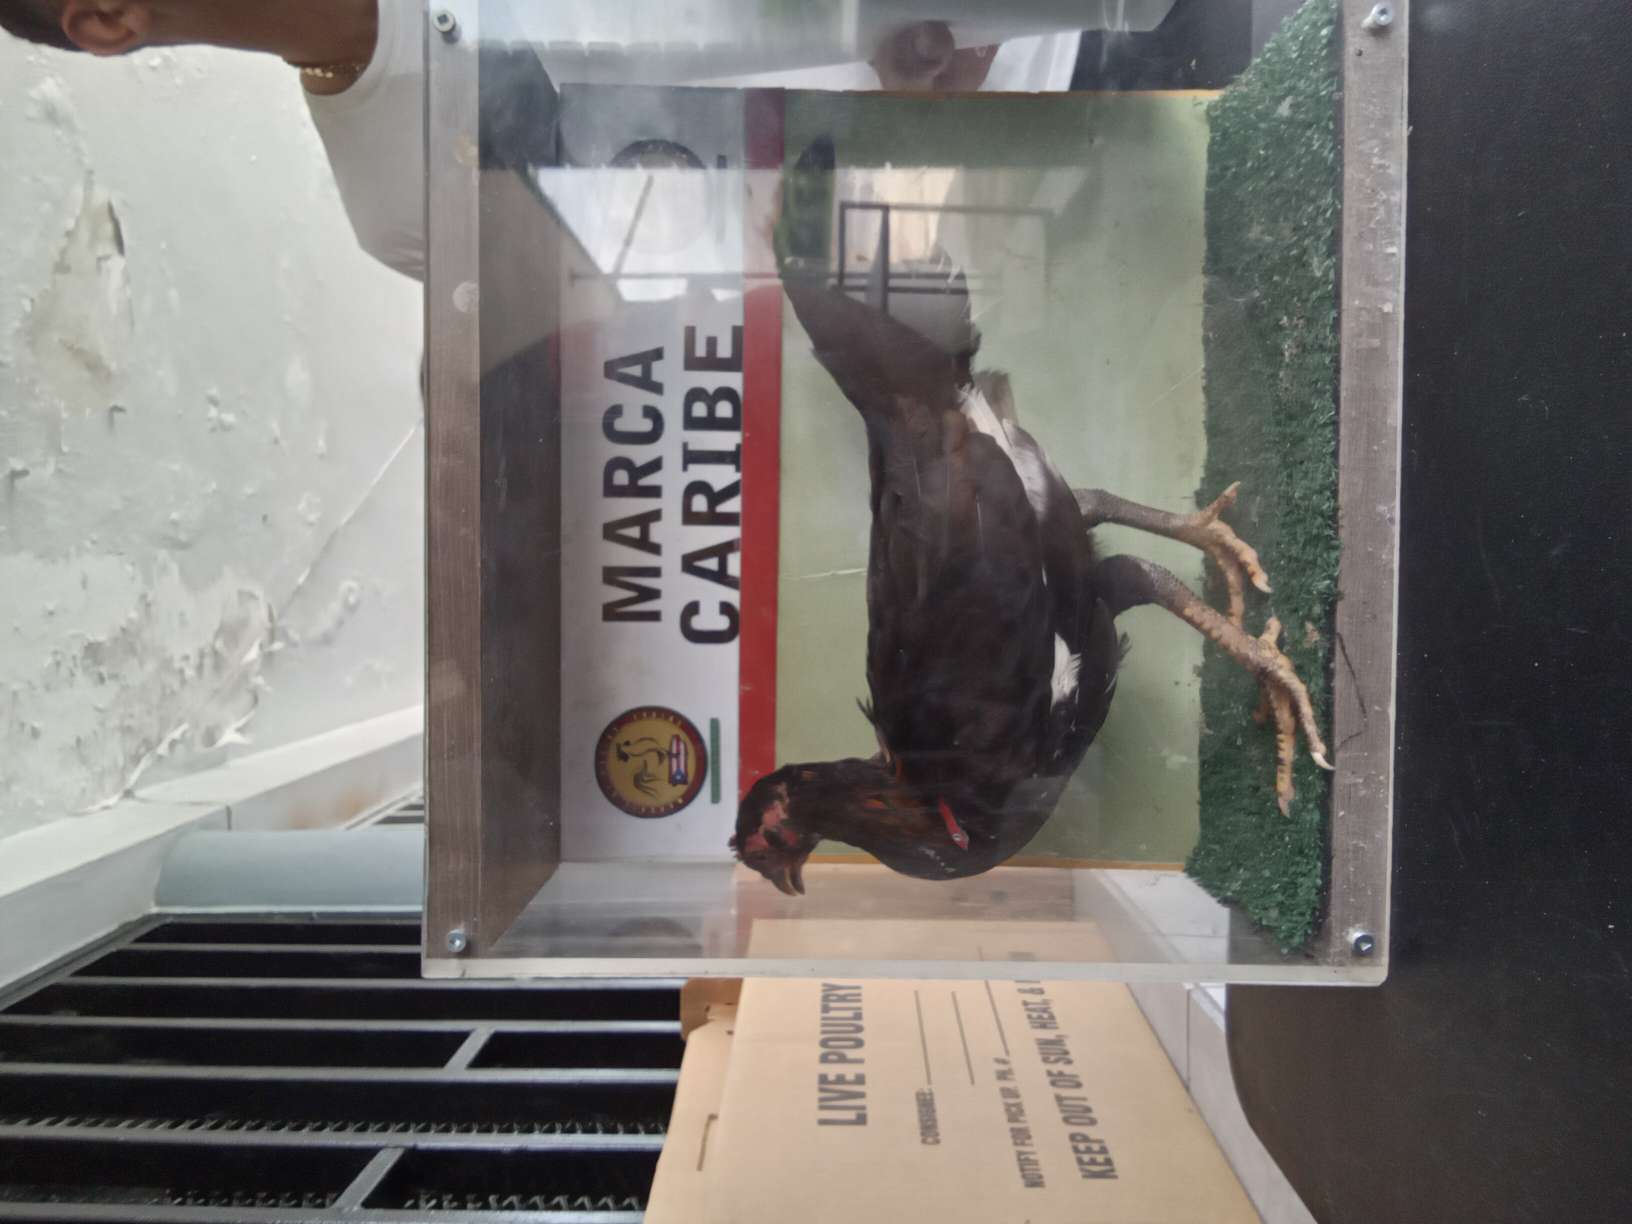 MARCA
CARIBE
LIVE POULTRY
CONSIGNEE:
NOTIFY FOR PICK UP. PH.#
KEEP OUT OF SUN, HEAT, &